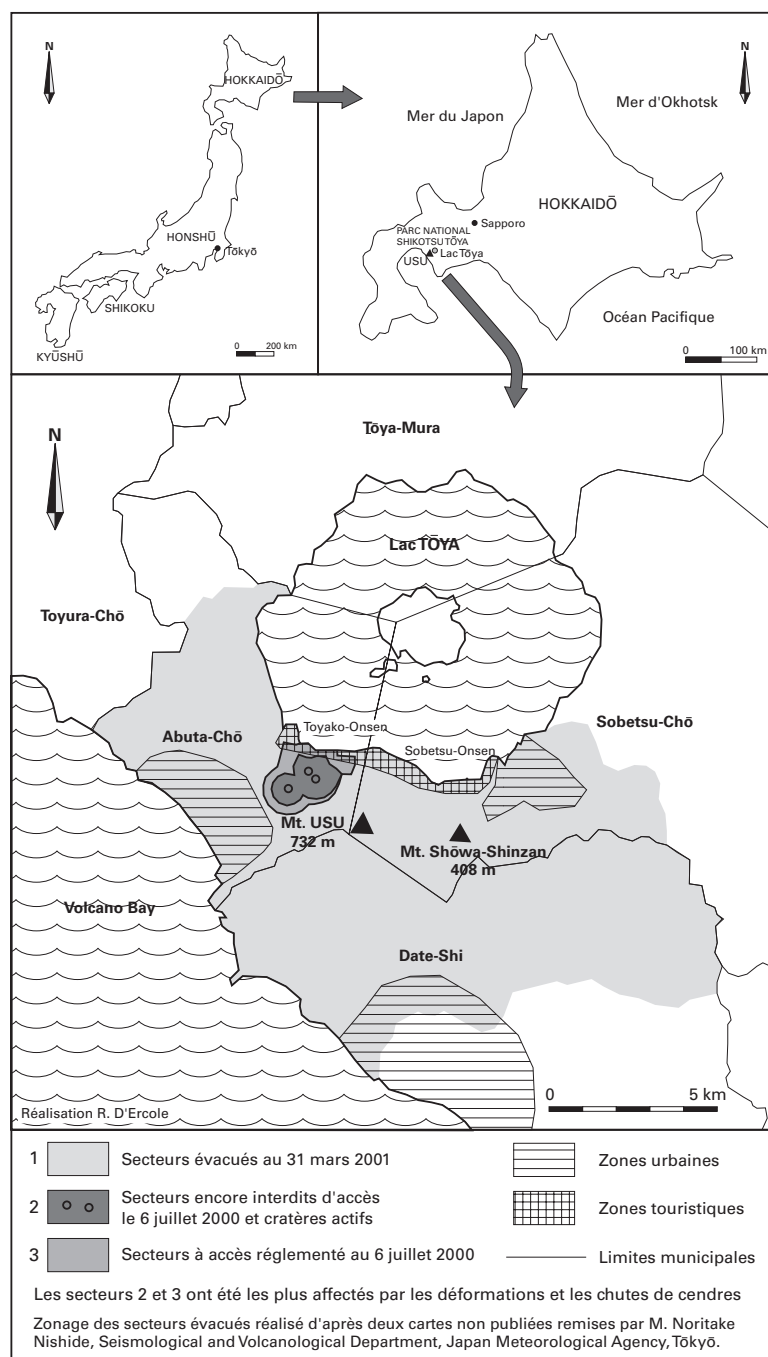 N
HOKKAIDŌ
HONSHŪ
Tōkyō
SHIKOKU
KYŪSHŪ
0 200 km
N
Mer du Japon
Mer d'Okhotsk
HOKKAIDŌ
Sapporo
PARC NATIONAL
SHIKOTSU TŌYA
Lac Tōya
USU
Océan Pacifique
0 100 km
N
Tōya-Mura
Lac TŌYA
Toyura-Chō
Abuta-Chō
Toyako-Onsen
Sobetsu-Onsen
Sobetsu-Chō
Mt. USU
732 m
Mt. Shōwa-Shinzan
408 m
Volcano Bay
Date-Shi
0 5 km
Réalisation R. D'Ercole
1 Secteurs évacués au 31 mars 2001
2 Secteurs encore interdits d'accès
le 6 juillet 2000 et cratères actifs
3 Secteurs à accès réglementé au 6 juillet 2000
Zones urbaines
Zones touristiques
Limites municipales
Les secteurs 2 et 3 ont été les plus affectés par les déformations et les chutes de cendres
Zonage des secteurs évacués réalisé d'après deux cartes non publiées remises par M. Noritake
Nishide, Seismological and Volcanological Department, Japan Meteorological Agency, Tōkyō.